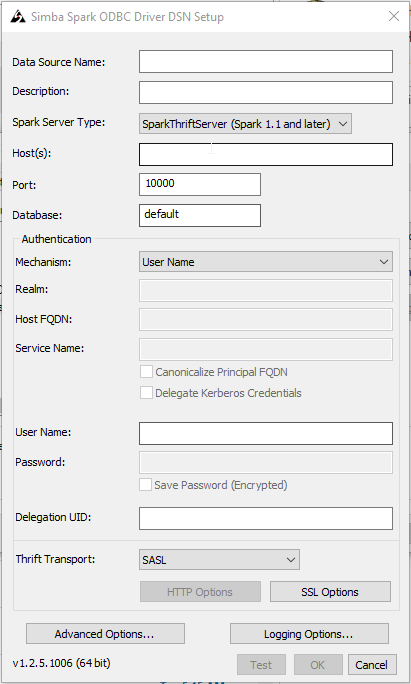 Simba Spark ODBC Driver DSN Setup
Data Source Name:
Description:
Spark Server Type: SparkThriftServer (Spark 1.1 and later)
Host(s):
Port: 10000
Database: default
Authentication
Mechanism: User Name
Realm:
Host FQDN:
Service Name:
Canonicalize Principal FQDN
Delegate Kerberos Credentials
User Name:
Password:
Save Password (Encrypted)
Delegation UID:
Thrift Transport: SASL
HTTP Options SSL Options
Advanced Options... Logging Options...
v1.2.5.1006 (64 bit) Test OK Cancel